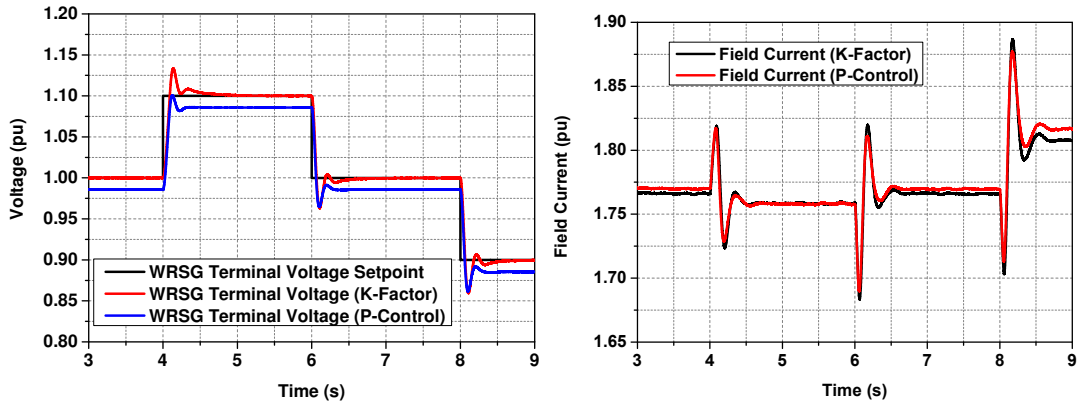 1.20
1.15
1.10
1.05
1.00
0.95
0.90
0.85
0.80
Voltage (pu)
WRSG Terminal Voltage Setpoint
WRSG Terminal Voltage (K-Factor)
WRSG Terminal Voltage (P-Control)
3 4 5 6 7 8 9
Time (s)
1.90
1.85
1.80
1.75
1.70
1.65
Field Current (pu)
Field Current (K-Factor)
Field Current (P-Control)
3 4 5 6 7 8 9
Time (s)